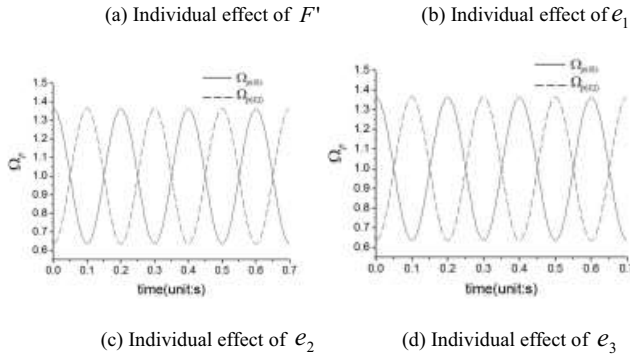 (a) Individual effect of F' (b) Individual effect of e₁
1.5
1.4
1.3
1.2
1.1
1.0
0.9
0.8
0.7
0.6
Ωₚ
0.0 0.1 0.2 0.3 0.4 0.5 0.6 0.7
time(unit:s)
1.5
1.4
1.3
1.2
1.1
1.0
0.9
0.8
0.7
0.6
Ωₚ
0.0 0.1 0.2 0.3 0.4 0.5 0.6 0.7
time(unit:s)
(c) Individual effect of e₂ (d) Individual effect of e₃